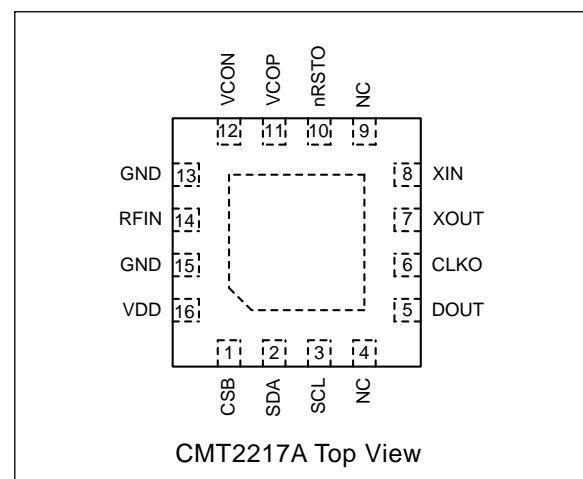 VCON
VCOP
nRSTO
NC
12
11
10
9
GND
13
8
XIN
RFIN
14
7
XOUT
GND
15
6
CLKO
VDD
16
5
DOUT
1
2
3
4
CSB
SDA
SCL
NC
CMT2217A Top View